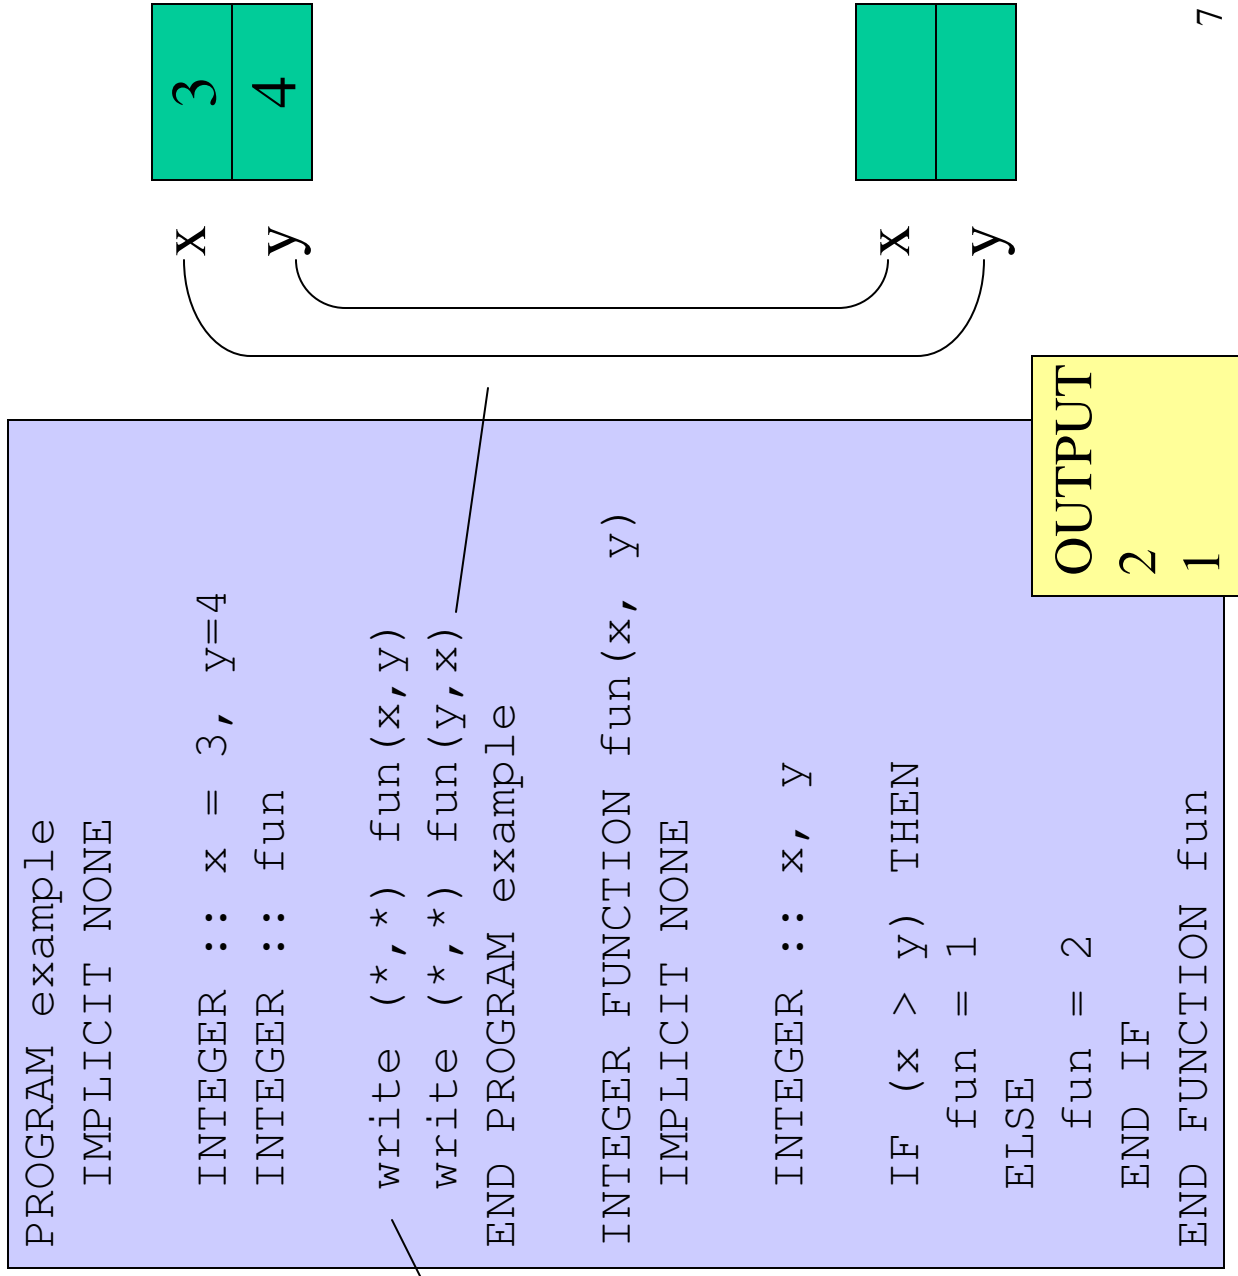 PROGRAM example
IMPLICIT NONE
INTEGER :: x = 3, y=4
INTEGER :: fun
write (*,*) fun(x,y)
write (*,*) fun(y,x)
END PROGRAM example
INTEGER FUNCTION fun(x, y)
IMPLICIT NONE
INTEGER :: x, y
IF (x > y) THEN
fun = 1
ELSE
fun = 2
END IF
END FUNCTION fun
OUTPUT
2
1
x 3
y 4
x
y
7